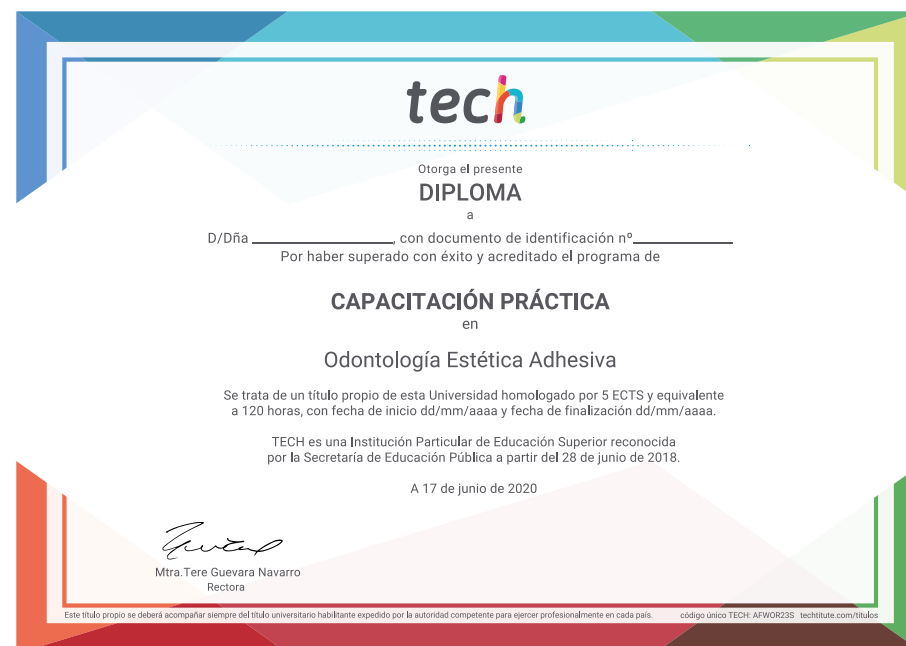 tech
Otorga el presente
DIPLOMA
a
D/Dña ____________________, con documento de identificación nº______________
Por haber superado con éxito y acreditado el programa de
CAPACITACIÓN PRÁCTICA
en
Odontología Estética Adhesiva
Se trata de un título propio de esta Universidad homologado por 5 ECTS y equivalente
a 120 horas, con fecha de inicio dd/mm/aaaa y fecha de finalización dd/mm/aaaa.
TECH es una Institución Particular de Educación Superior reconocida
por la Secretaría de Educación Pública a partir del 28 de junio de 2018.
A 17 de junio de 2020
Mtra.Tere Guevara Navarro
Rectora
Este título propio se deberá acompañar siempre del título universitario habilitante expedido por la autoridad competente para ejercer profesionalmente en cada país. código único TECH: AFWOR23S techtitute.com/titulos